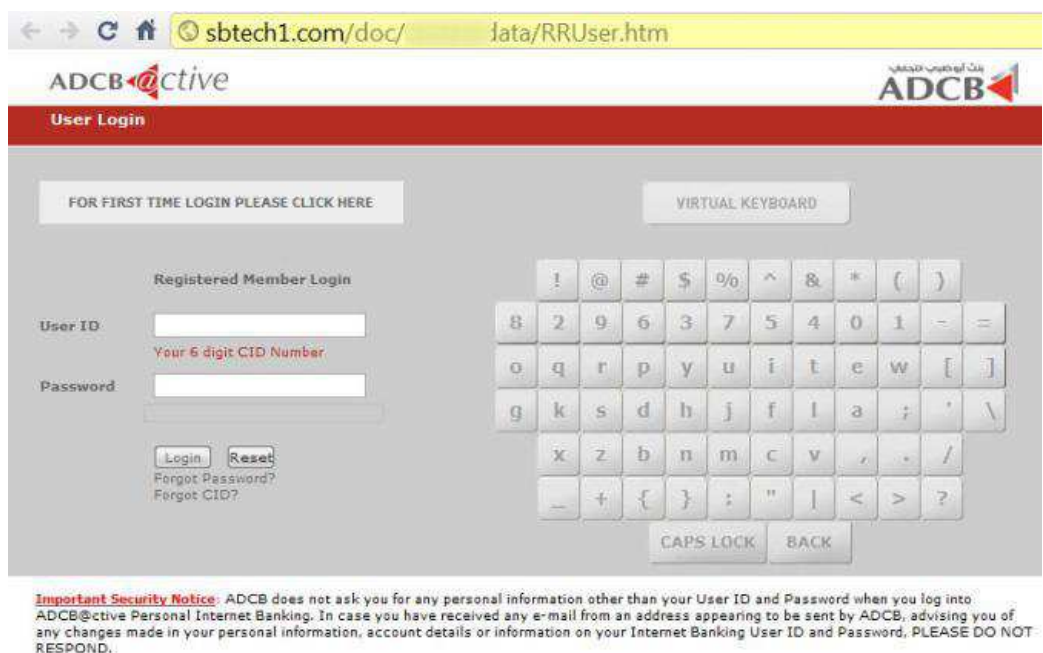 sbtech1.com/doc/ data/RRUser.htm
ADCB@ctive
بنك أبوظبي التجاري
ADCB
User Login
FOR FIRST TIME LOGIN PLEASE CLICK HERE
VIRTUAL KEYBOARD
Registered Member Login
! @ # $ % ^ & * ( )
User ID
8 2 9 6 3 7 5 4 0 1 - =
Your 6 digit CID Number
o q r p y u i t e w [ ]
Password
g k s d h j f l a ; ' \
Login Reset
x z b n m c v , . /
Forgot Password?
Forgot CID?
_ + { } : " | < > ?
CAPS LOCK BACK
Important Security Notice: ADCB does not ask you for any personal information other than your User ID and Password when you log into
ADCB@ctive Personal Internet Banking. In case you have received any e-mail from an address appearing to be sent by ADCB, advising you of
any changes made in your personal information, account details or information on your Internet Banking User ID and Password, PLEASE DO NOT
RESPOND.